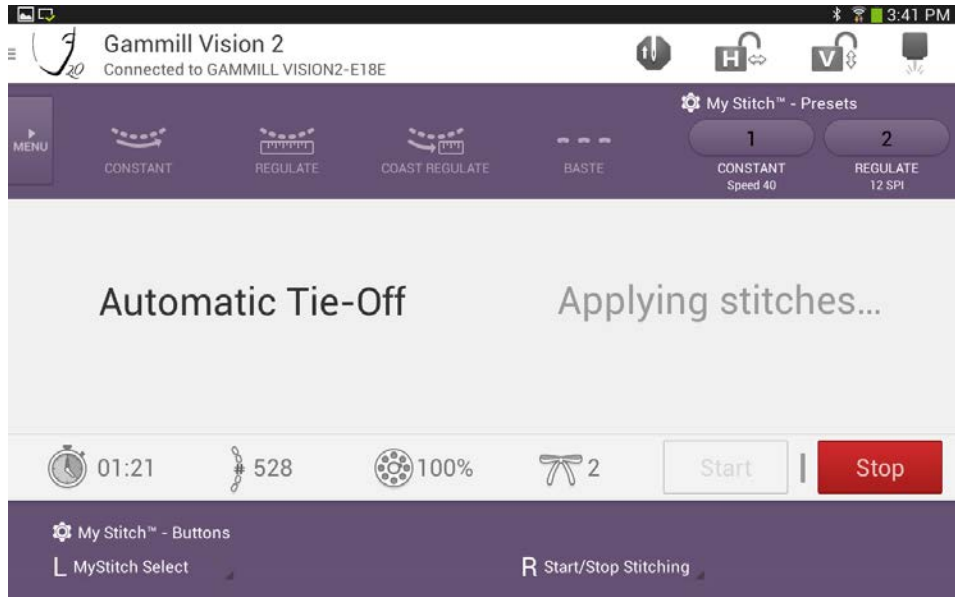 3:41 PM
20
Gammill Vision 2
Connected to GAMMILL VISION2-E18E
H
V
My Stitch™ - Presets
MENU
CONSTANT
REGULATE
COAST REGULATE
BASTE
1
2
CONSTANT
Speed 40
REGULATE
12 SPI
Automatic Tie-Off
Applying stitches...
01:21
#
528
100%
2
Start
Stop
My Stitch™ - Buttons
L MyStitch Select
R Start/Stop Stitching